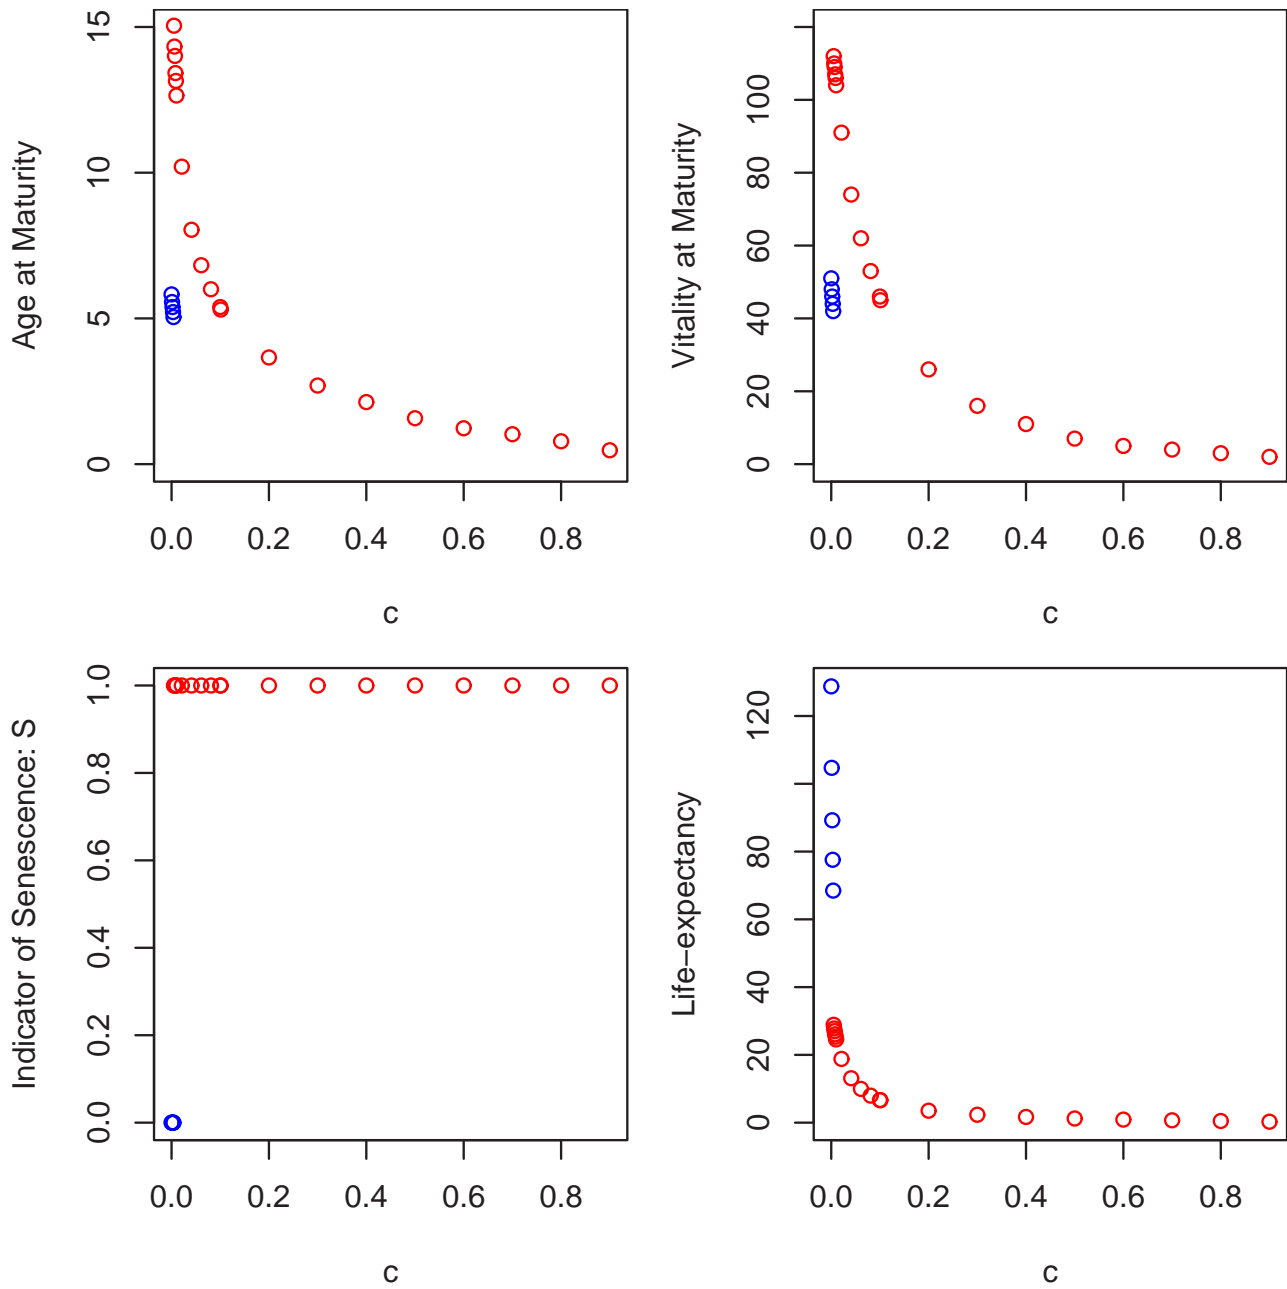 Age at Maturity
15
10
5
0
0.0 0.2 0.4 0.6 0.8
c
Vitality at Maturity
100
80
60
40
20
0
0.0 0.2 0.4 0.6 0.8
c
Indicator of Senescence: S
1.0
0.8
0.6
0.4
0.2
0.0
0.0 0.2 0.4 0.6 0.8
c
Life−expectancy
120
80
60
40
20
0
0.0 0.2 0.4 0.6 0.8
c